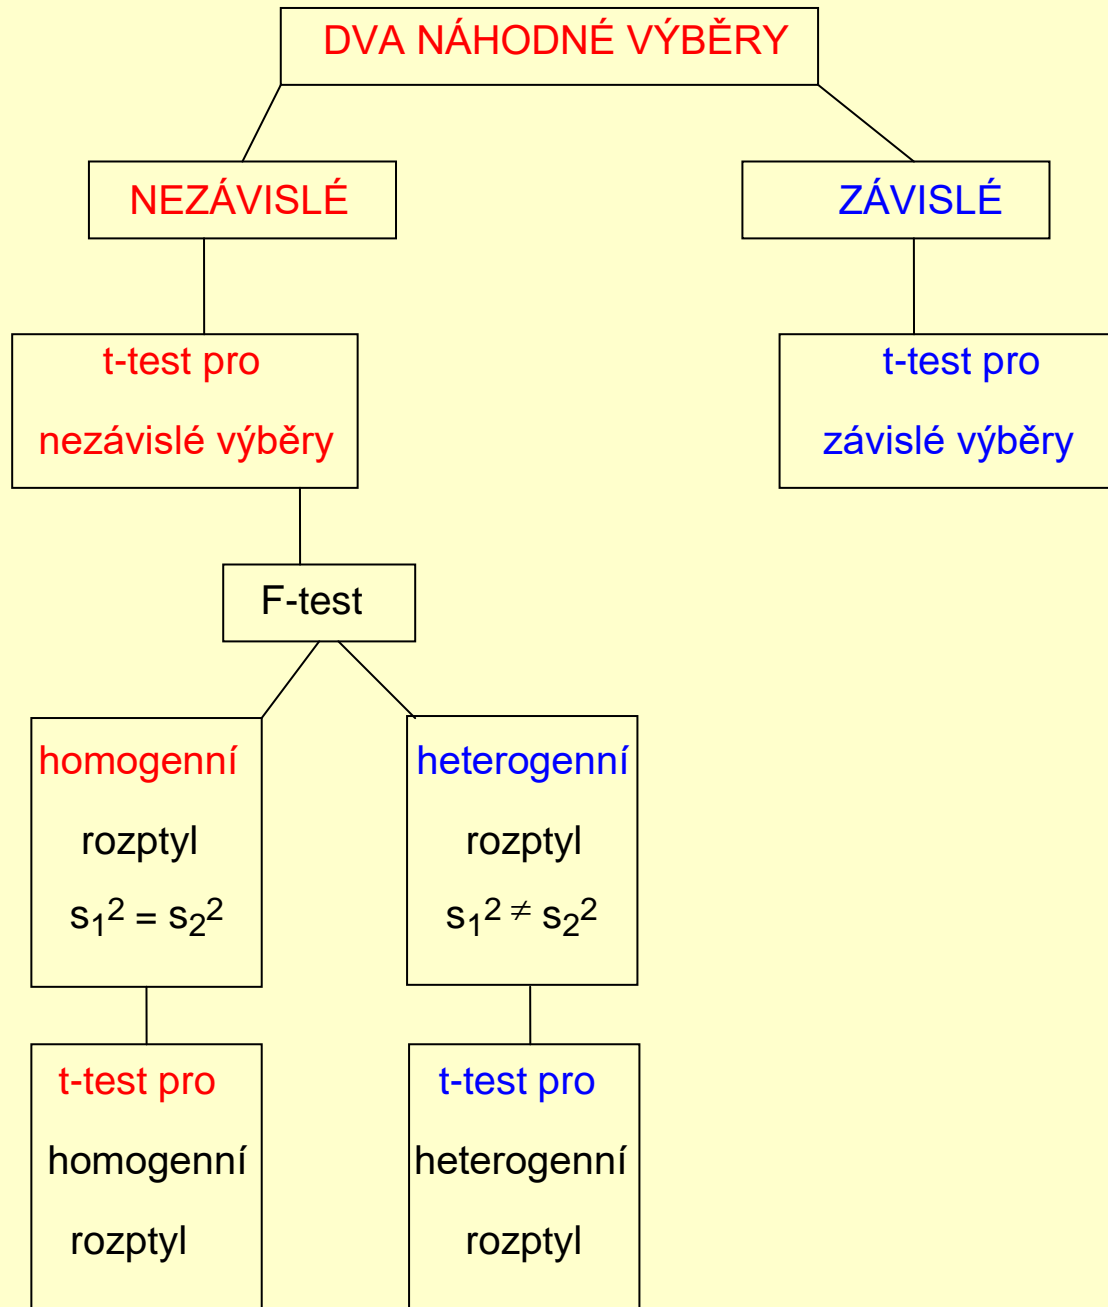 DVA NÁHODNÉ VÝBĚRY
NEZÁVISLÉ
ZÁVISLÉ
t-test pro
nezávislé výběry
t-test pro
závislé výběry
F-test
homogenní
rozptyl
s₁² = s₂²
heterogenní
rozptyl
s₁² ≠ s₂²
t-test pro
homogenní
rozptyl
t-test pro
heterogenní
rozptyl